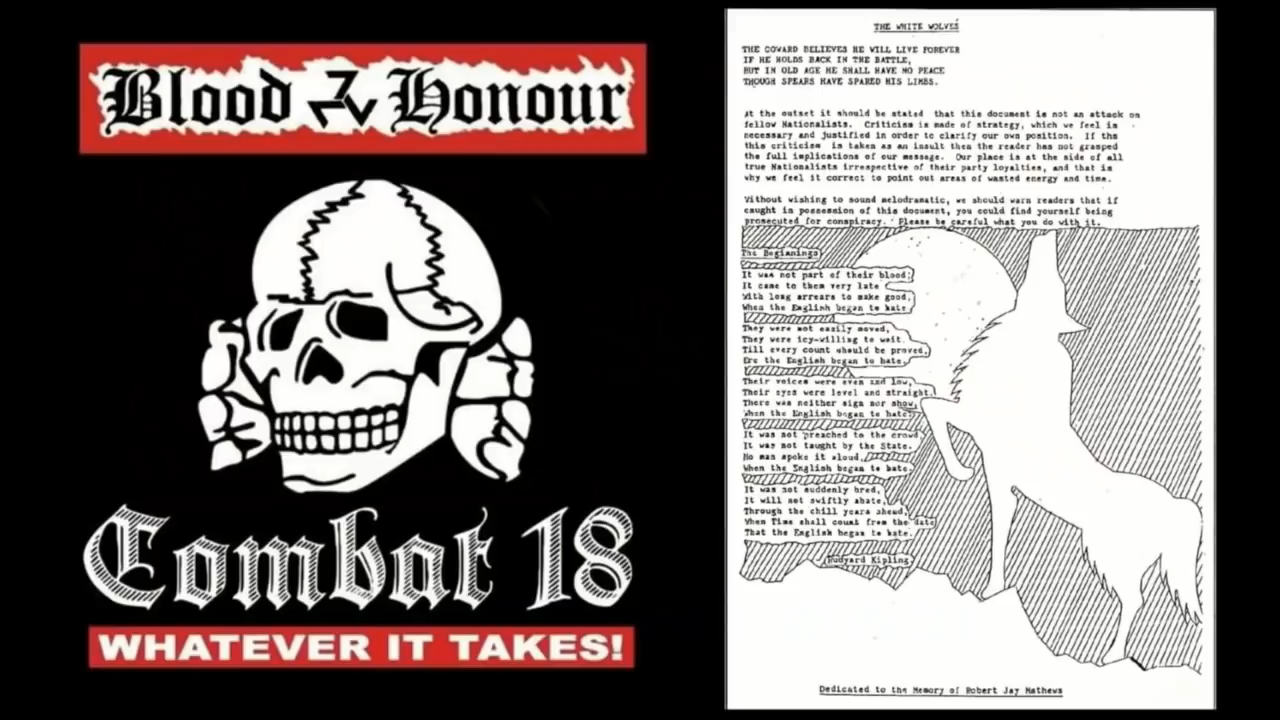 Blood Honour
Combat 18
WHATEVER IT TAKES!
THE WHITE WOLVES
THE COWARD BELIEVES HE WILL LIVE FOREVER
IF HE HOLDS BACK IN THE BATTLE,
BUT IN OLD AGE HE SHALL HAVE NO PEACE
THOUGH SPEARS HAVE SPARED HIS LIMBS.
At the outset it should be stated that this document is not an attack on
fellow Nationalists. Criticism is made of strategy, which we feel is
necessary and justified in order to clarify our own position. If ths
this criticism is taken as an insult then the reader has not grasped
the full implications of our message. Our place is at the side of all
true Nationalists irrespective of their party loyalties, and that is
why we feel it correct to point out areas of wasted energy and time.
Without wishing to sound melodramatic, we should warn readers that if
caught in possession of this document, you could find yourself being
prosecuted for conspiracy. Please be careful what you do with it.
The Beginnings
It was not part of their blood,
It came to them very late
With long arrears to make good,
When the English began to hate.
They were not easily moved,
They were icy-willing to wait.
Till every count should be proved,
Ere the English began to hate.
Their voices were even and low,
Their eyes were level and straight.
There was neither sign nor show,
When the English began to hate.
It was not preached to the crowd,
It was not taught by the State.
No man spoke it aloud,
When the English began to hate.
It was not suddenly bred,
It will not swiftly abate,
Through the chill years ahead,
When Time shall count from the date
That the English began to hate.
Rudyard Kipling
Dedicated to the Memory of Robert Jay Mathews